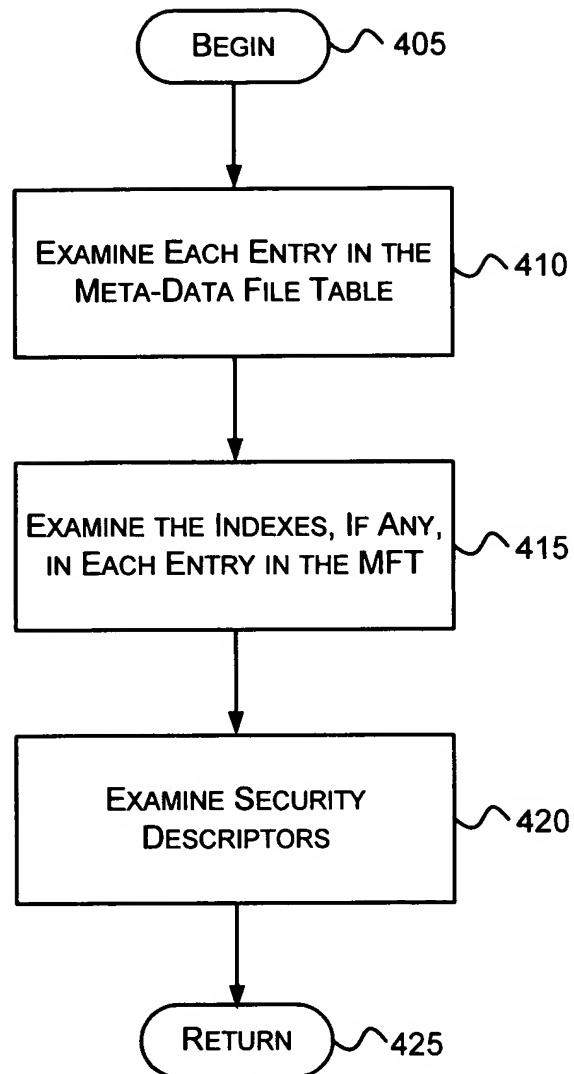 BEGIN
405
EXAMINE EACH ENTRY IN THE
META-DATA FILE TABLE
410
EXAMINE THE INDEXES, IF ANY,
IN EACH ENTRY IN THE MFT
415
EXAMINE SECURITY
DESCRIPTORS
420
RETURN
425